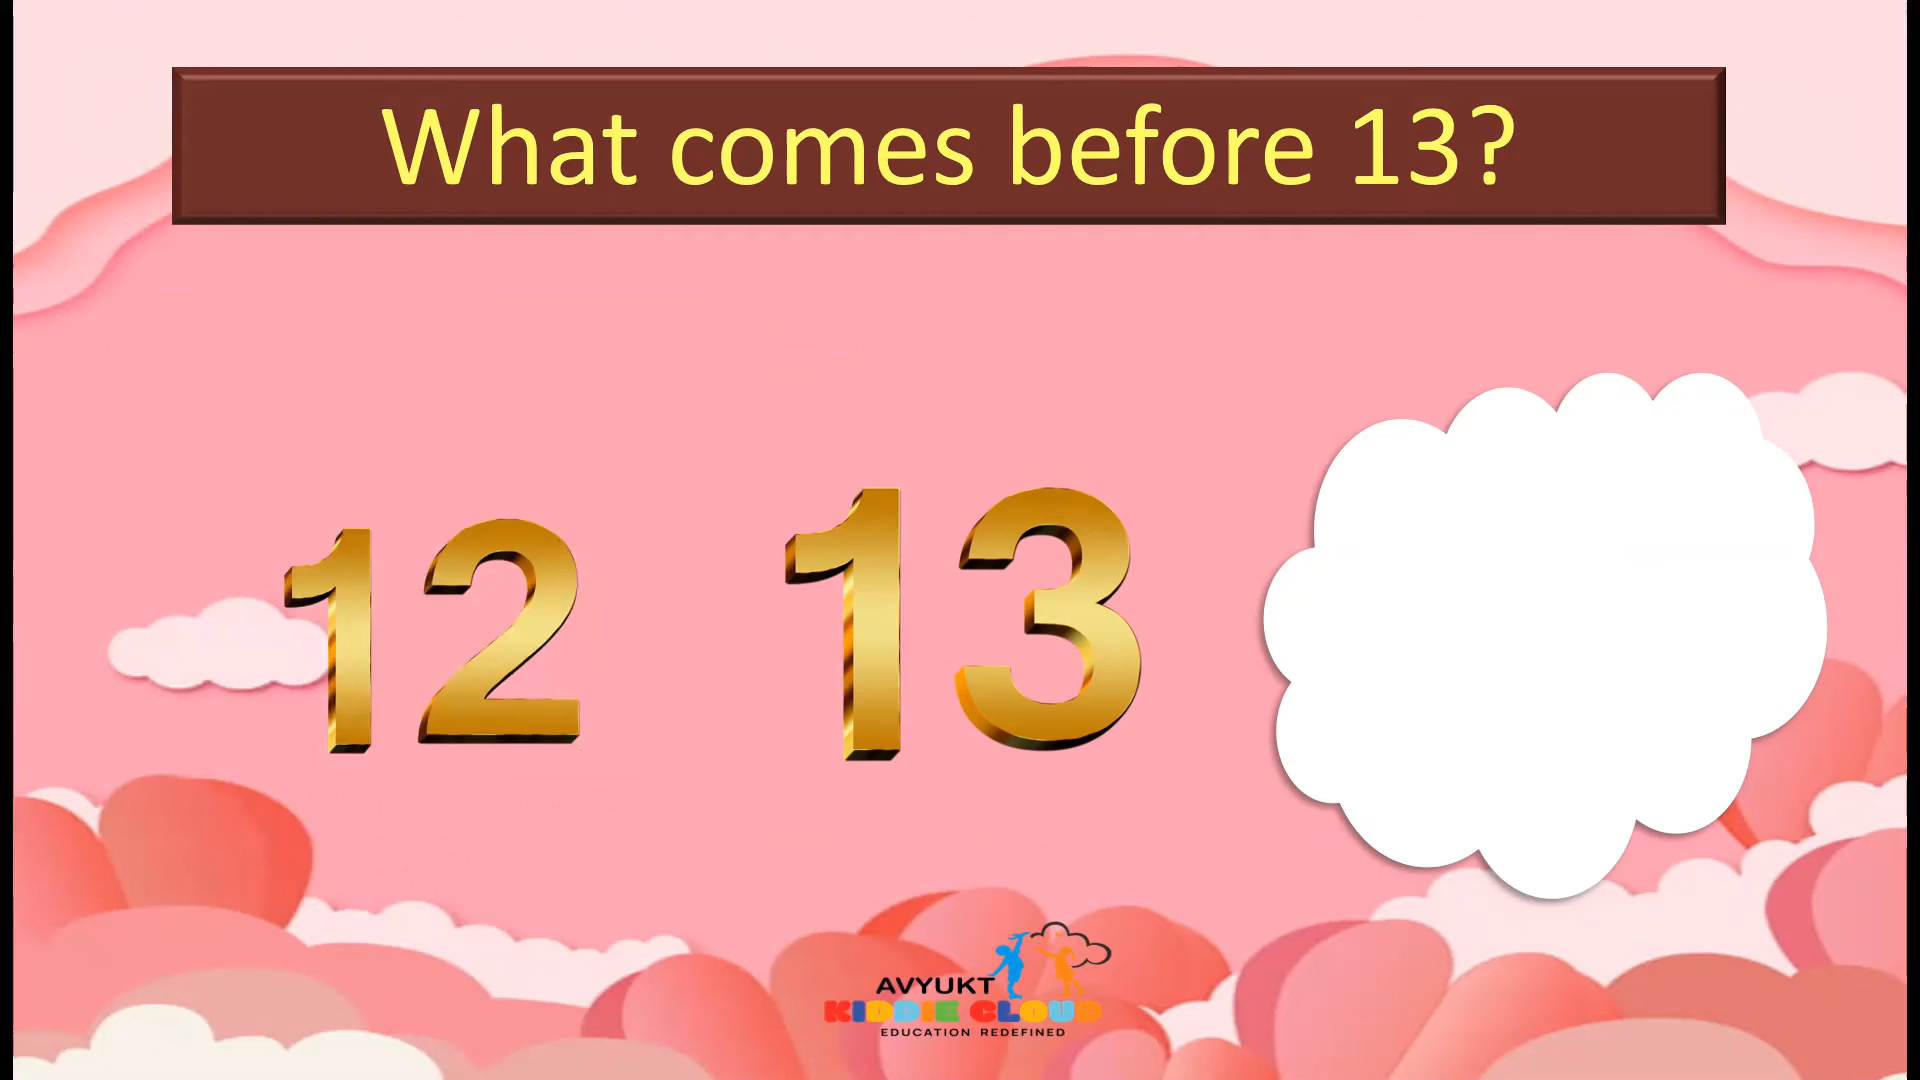 What comes before 13?
12 13
AVYUKT
KIDDIE CLOUD
EDUCATION REDEFINED